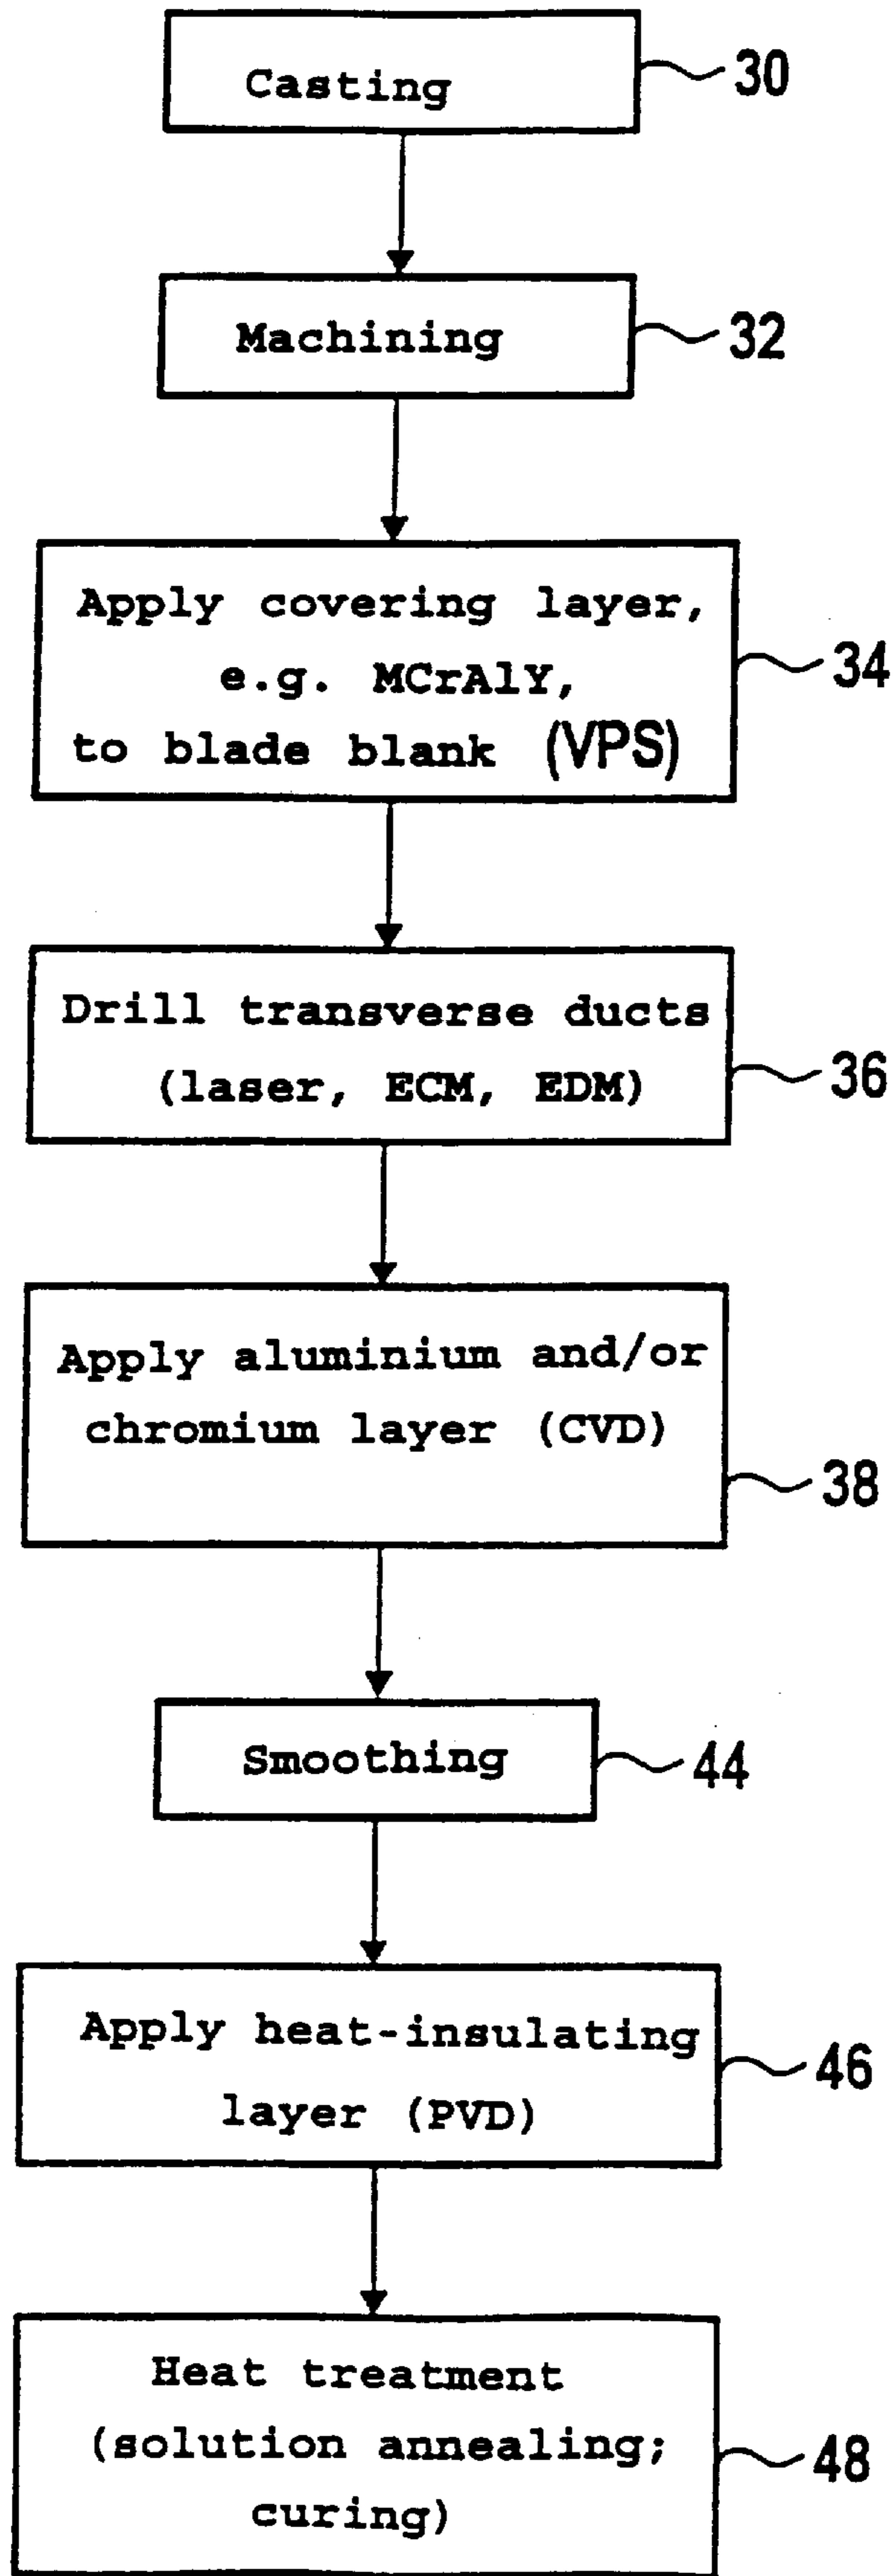 Casting
30
Machining
32
Apply covering layer,
e.g. MCrAlY,
to blade blank (VPS)
34
Drill transverse ducts
(laser, ECM, EDM)
36
Apply aluminium and/or
chromium layer (CVD)
38
Smoothing
44
Apply heat-insulating
layer (PVD)
46
Heat treatment
(solution annealing;
curing)
48